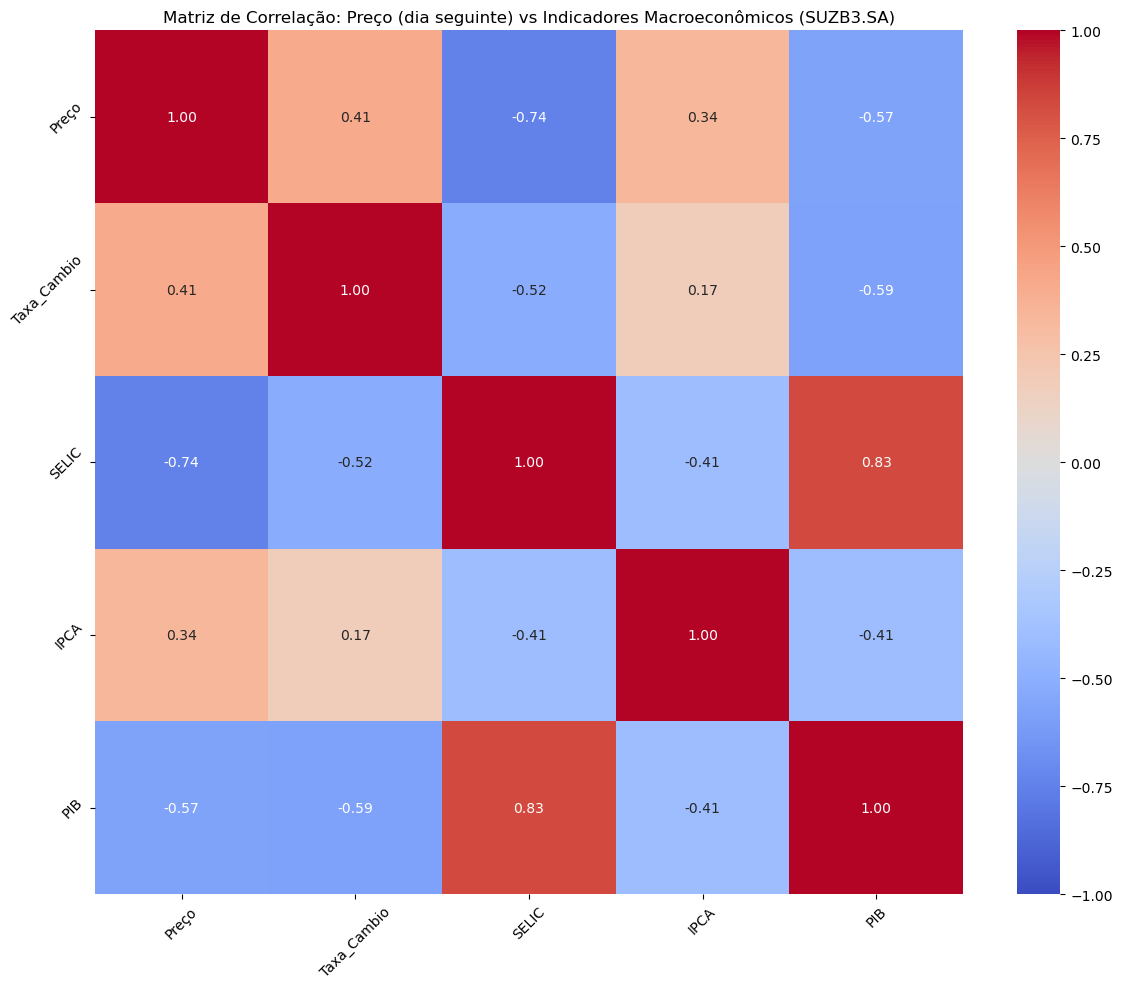 Matriz de Correlação: Preço (dia seguinte) vs Indicadores Macroeconômicos (SUZB3.SA)
Preço 1.00 0.41 -0.74 0.34 -0.57
Taxa_Cambio 0.41 1.00 -0.52 0.17 -0.59
SELIC -0.74 -0.52 1.00 -0.41 0.83
IPCA 0.34 0.17 -0.41 1.00 -0.41
PIB -0.57 -0.59 0.83 -0.41 1.00
Preço Taxa_Cambio SELIC IPCA PIB
1.00
0.75
0.50
0.25
0.00
−0.25
−0.50
−0.75
−1.00